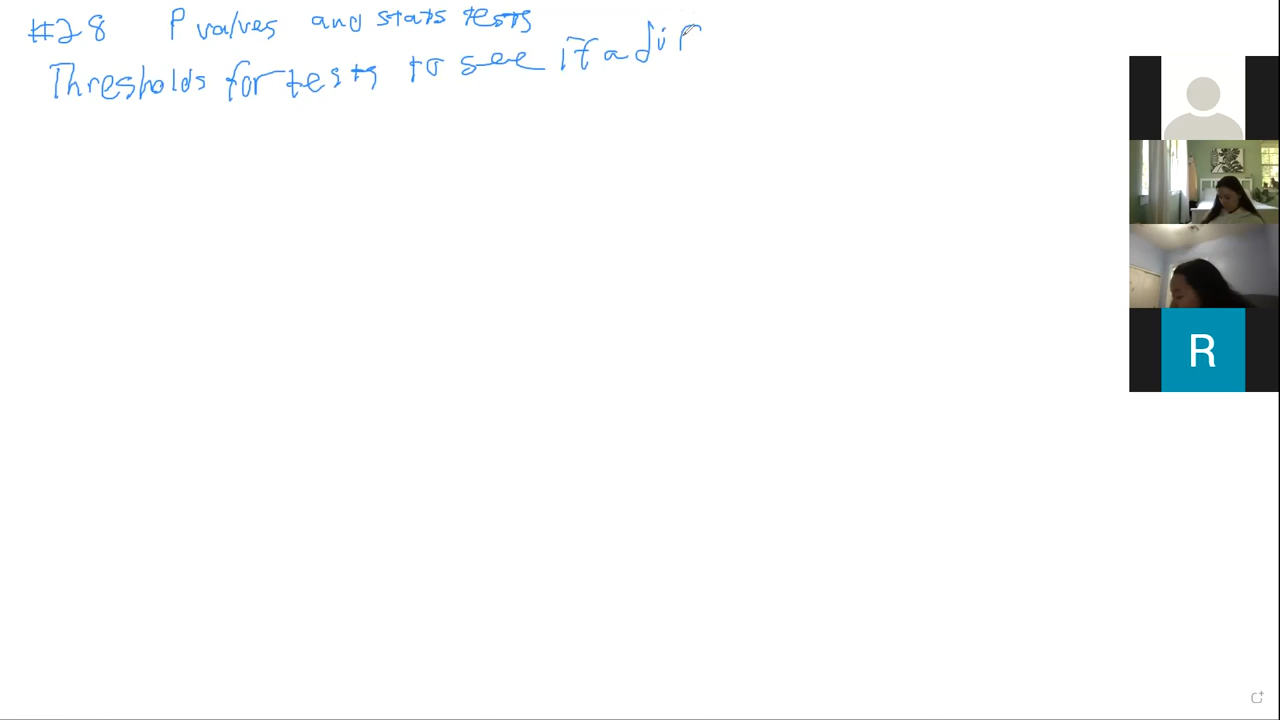 #28 P values and stats tests
Thresholds for tests to see if a dif
R